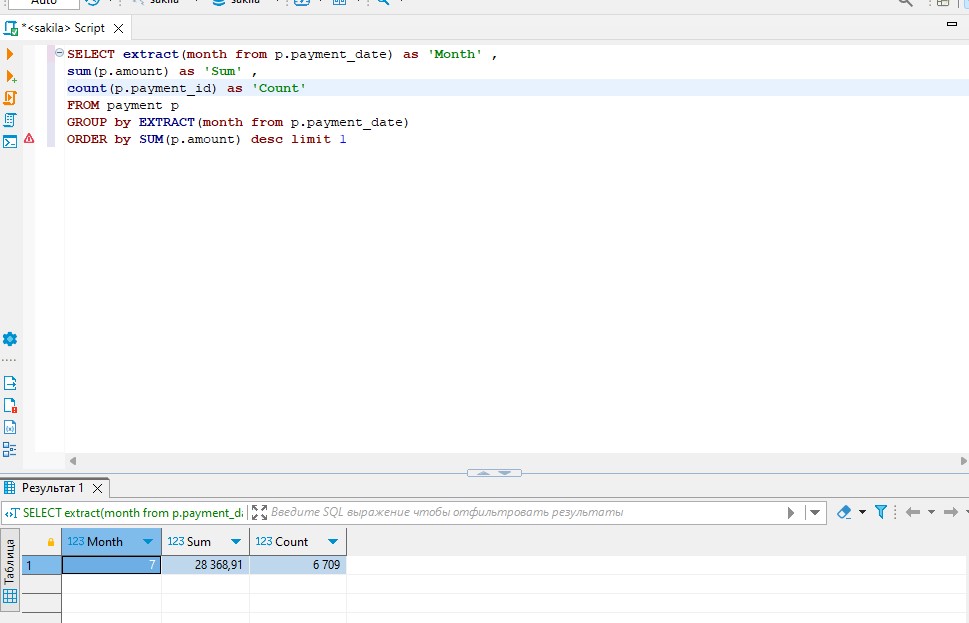 Auto
sakila
sakila
*<sakila> Script
SELECT extract(month from p.payment_date) as 'Month' ,
sum(p.amount) as 'Sum' ,
count(p.payment_id) as 'Count'
FROM payment p
GROUP by EXTRACT(month from p.payment_date)
ORDER by SUM(p.amount) desc limit 1
Результат 1
SELECT extract(month from p.payment_da
Введите SQL выражение чтобы отфильтровать результаты
Таблица
123 Month 123 Sum 123 Count
1 7 28 368,91 6 709